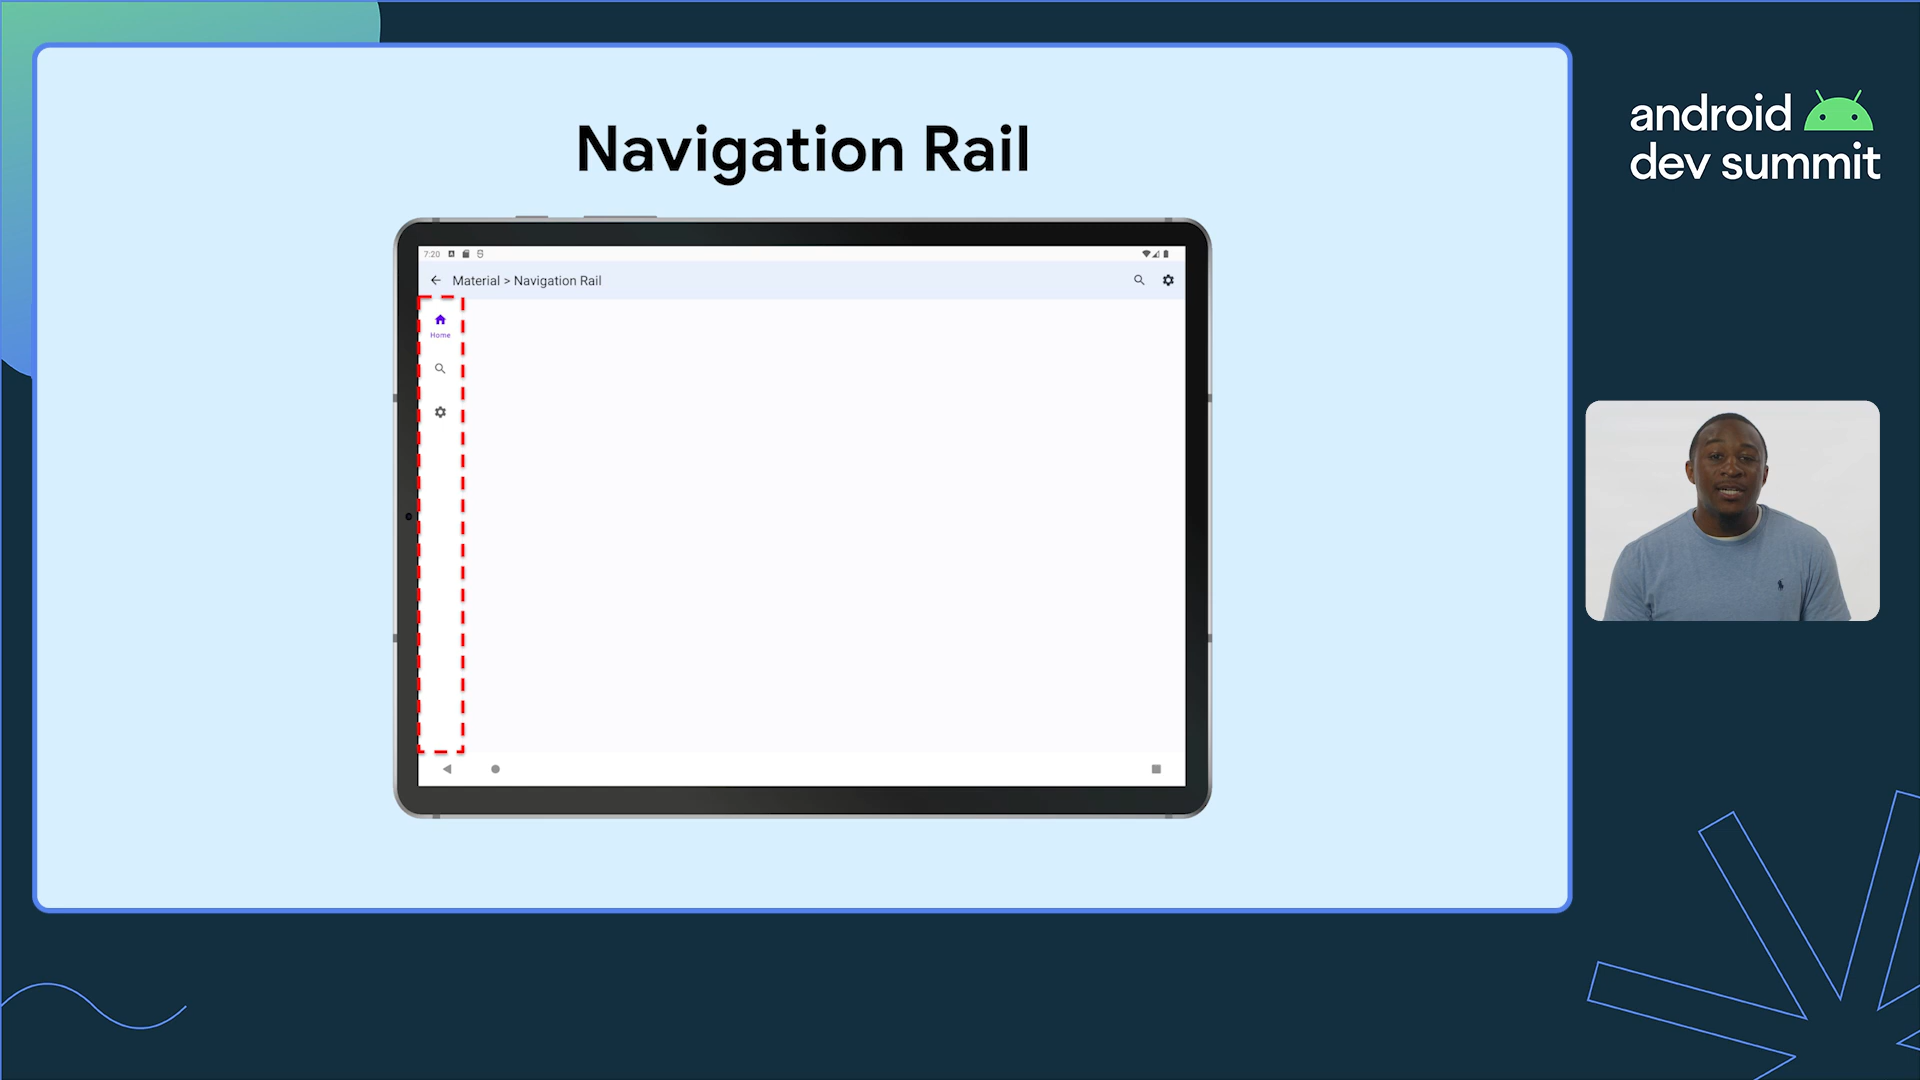 Navigation Rail
android
dev summit
7:20
Material > Navigation Rail
Home